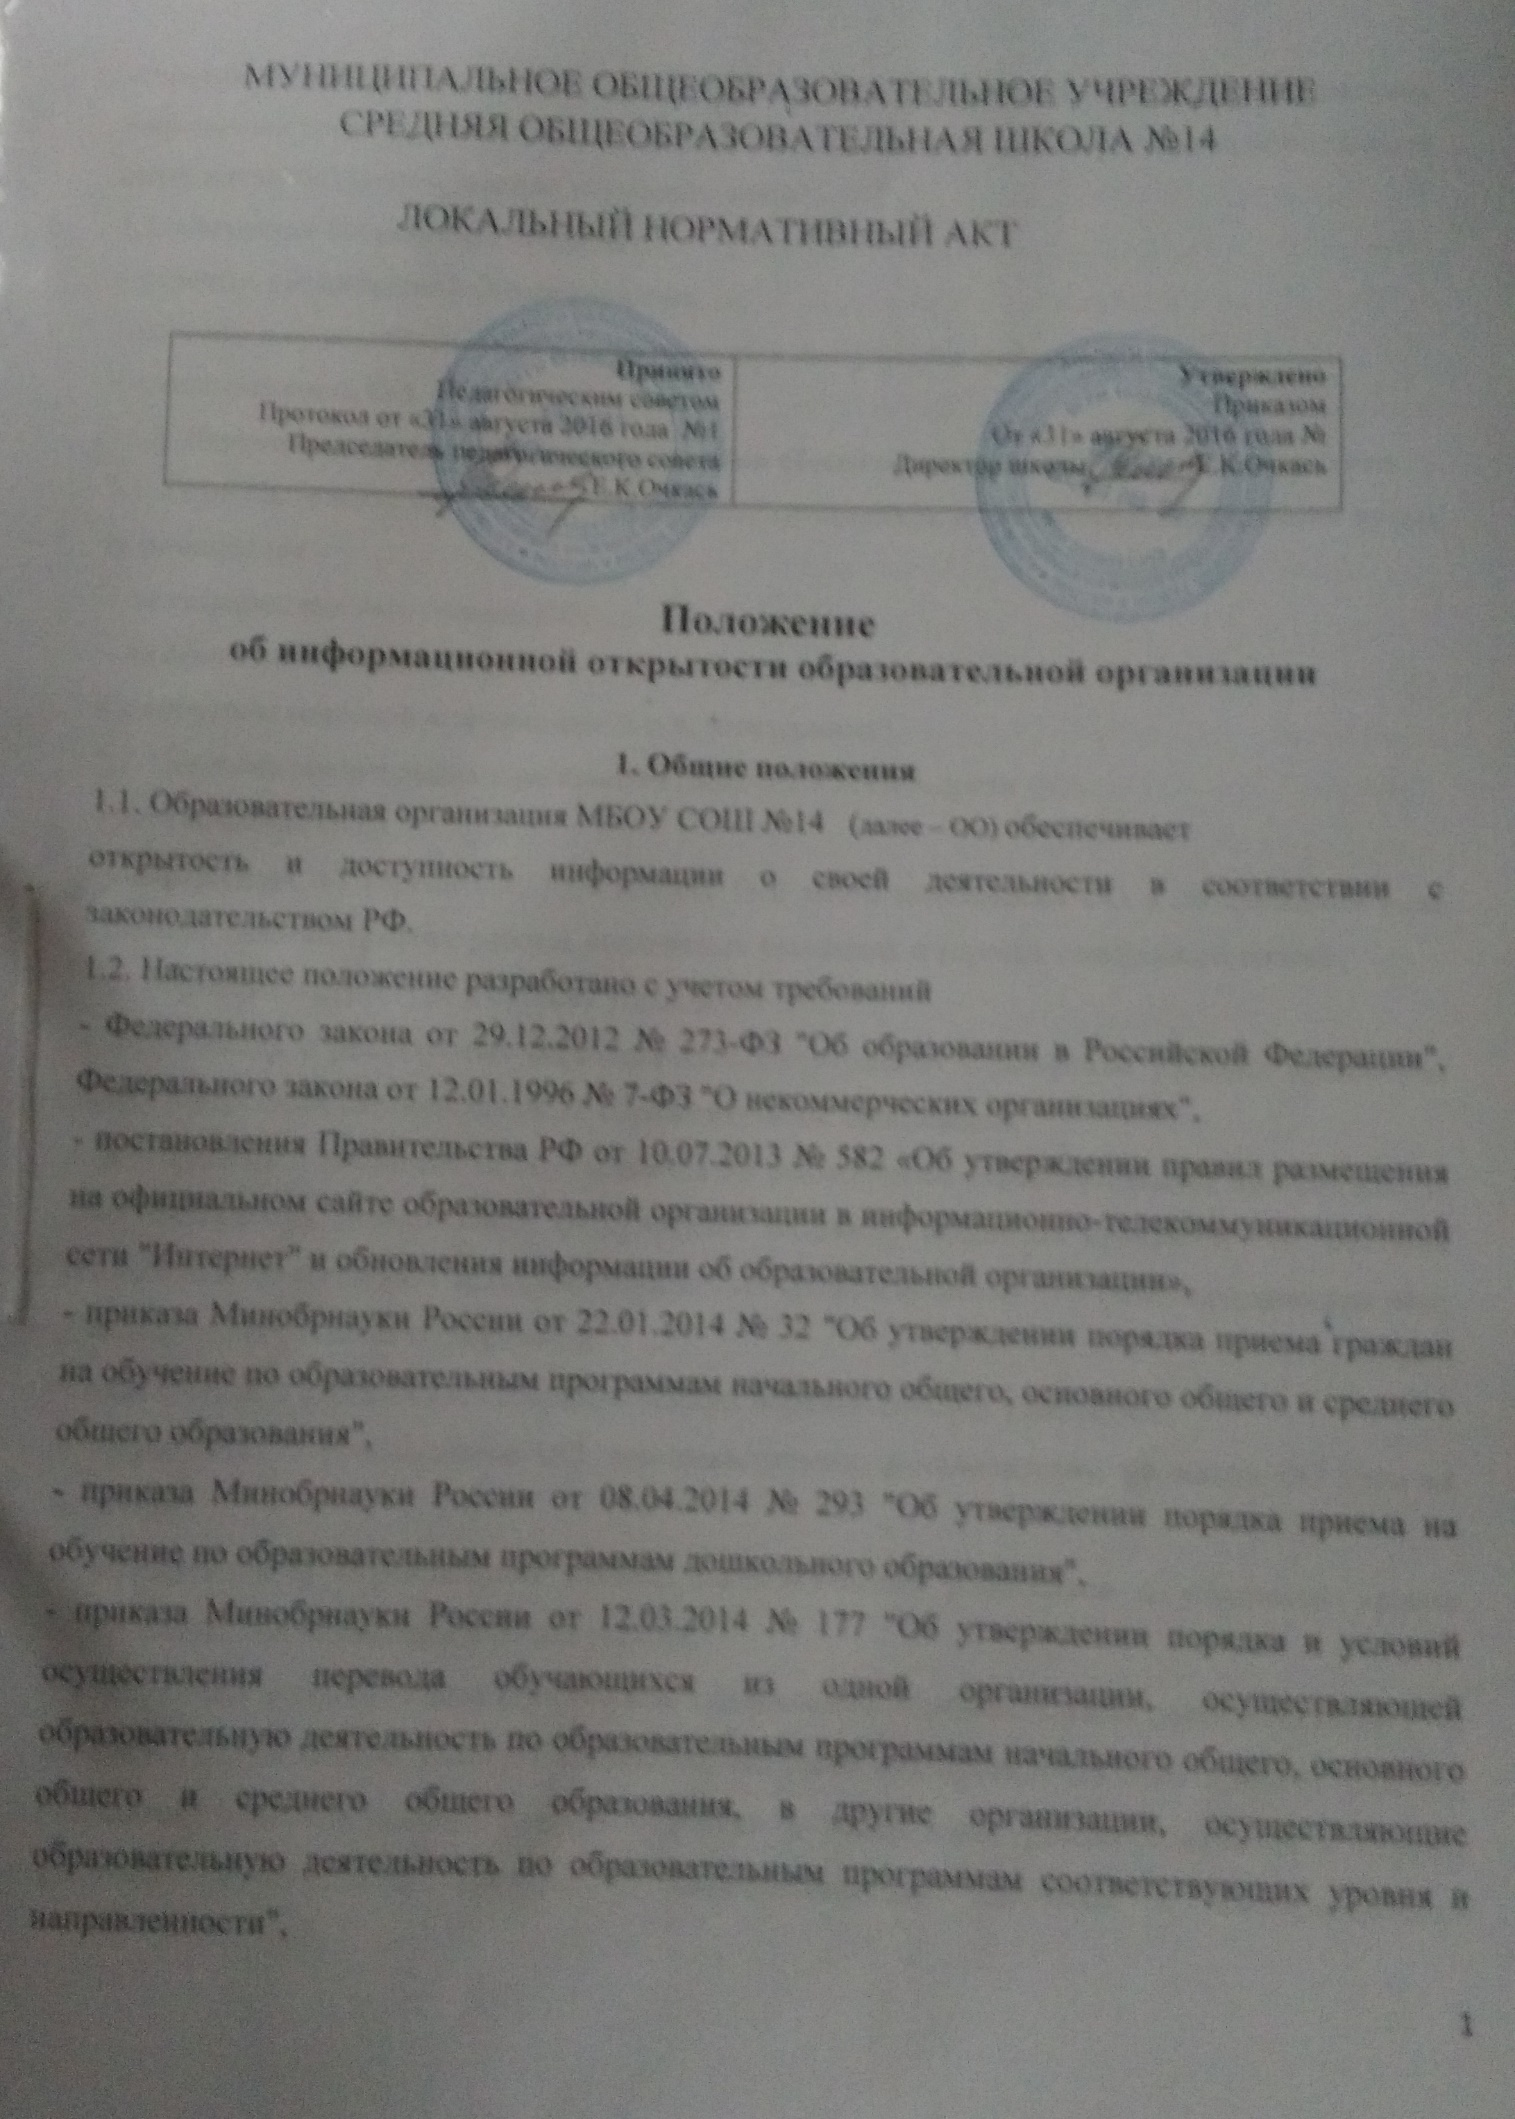 МУНИЦИПАЛЬНОЕ ОБЩЕОБРАЗОВАТЕЛЬНОЕ УЧРЕЖДЕНИЕ
СРЕДНЯЯ ОБЩЕОБРАЗОВАТЕЛЬНАЯ ШКОЛА №14
ЛОКАЛЬНЫЙ НОРМАТИВНЫЙ АКТ
Принято
Педагогическим советом
Протокол от «31» августа 2016 года №1
Председатель педагогического совета
Е.К.Очкась
Утверждено
Приказом
От «31» августа 2016 года №
Директор школы Е.К.Очкась
Положение
об информационной открытости образовательной организации
1. Общие положения
1.1. Образовательная организация МБОУ СОШ №14 (далее – ОО) обеспечивает
открытость и доступность информации о своей деятельности в соответствии с
законодательством РФ.
1.2. Настоящее положение разработано с учетом требований
- Федерального закона от 29.12.2012 № 273-ФЗ "Об образовании в Российской Федерации",
Федерального закона от 12.01.1996 № 7-ФЗ "О некоммерческих организациях",
- постановления Правительства РФ от 10.07.2013 № 582 «Об утверждении правил размещения
на официальном сайте образовательной организации в информационно-телекоммуникационной
сети "Интернет" и обновления информации об образовательной организации»,
- приказа Минобрнауки России от 22.01.2014 № 32 "Об утверждении порядка приема граждан
на обучение по образовательным программам начального общего, основного общего и среднего
общего образования",
- приказа Минобрнауки России от 08.04.2014 № 293 "Об утверждении порядка приема на
обучение по образовательным программам дошкольного образования",
- приказа Минобрнауки России от 12.03.2014 № 177 "Об утверждении порядка и условий
осуществления перевода обучающихся из одной организации, осуществляющей
образовательную деятельность по образовательным программам начального общего, основного
общего и среднего общего образования, в другие организации, осуществляющие
образовательную деятельность по образовательным программам соответствующих уровня и
направленности",
1